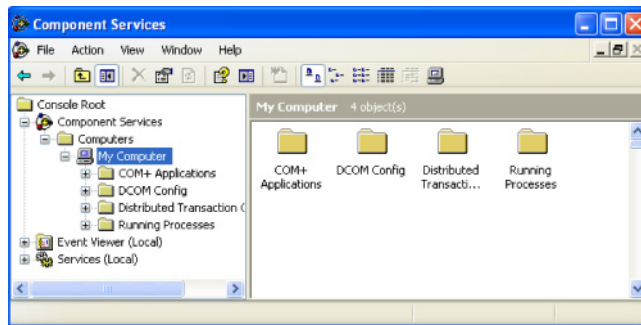 Component Services
File Action View Window Help
Console Root
Component Services
Computers
My Computer
COM+ Applications
DCOM Config
Distributed Transaction C
Running Processes
Event Viewer (Local)
Services (Local)
My Computer 4 object(s)
COM+ Applications
DCOM Config
Distributed Transacti...
Running Processes